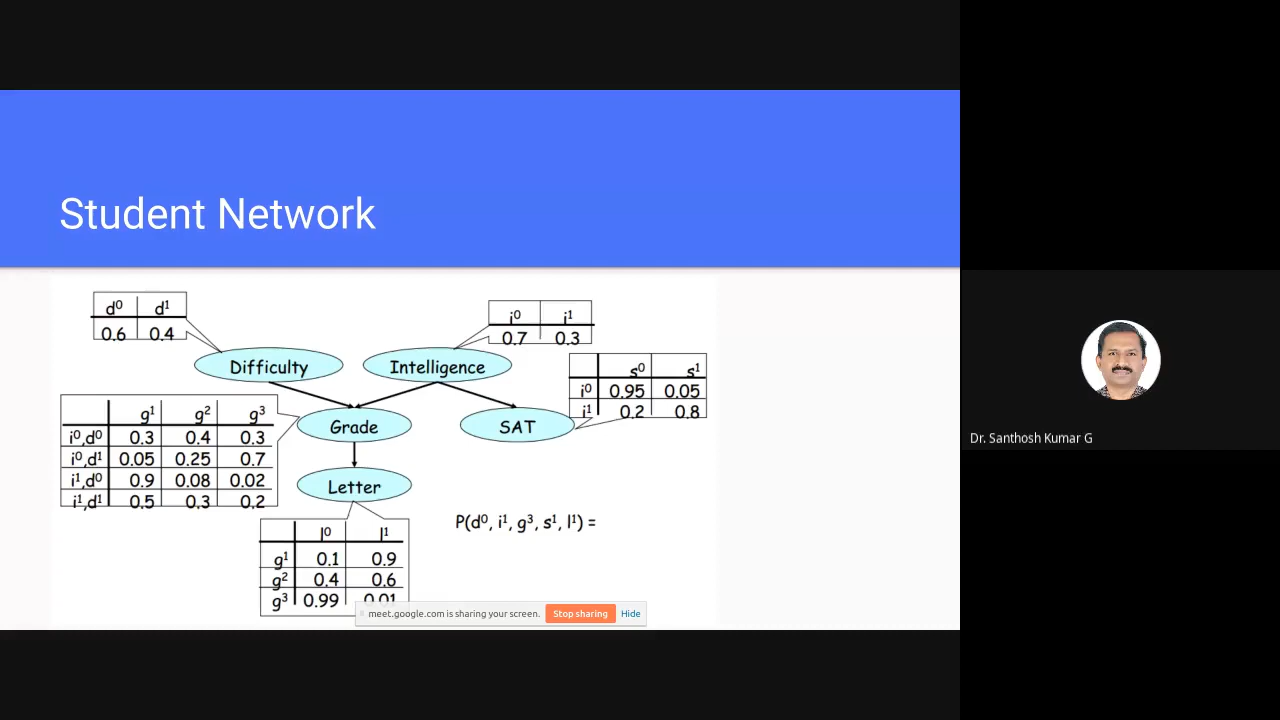 Student Network
d⁰ d¹
0.6 0.4
i⁰ i¹
0.7 0.3
Difficulty
Intelligence
s⁰ s¹
i⁰ 0.95 0.05
i¹ 0.2 0.8
g¹ g² g³
i⁰,d⁰ 0.3 0.4 0.3
i⁰,d¹ 0.05 0.25 0.7
i¹,d⁰ 0.9 0.08 0.02
i¹,d¹ 0.5 0.3 0.2
Grade
SAT
Letter
l⁰ l¹
g¹ 0.1 0.9
g² 0.4 0.6
g³ 0.99 0.01
P(d⁰, i¹, g³, s¹, l¹) =
meet.google.com is sharing your screen. Stop sharing Hide
Dr. Santhosh Kumar G